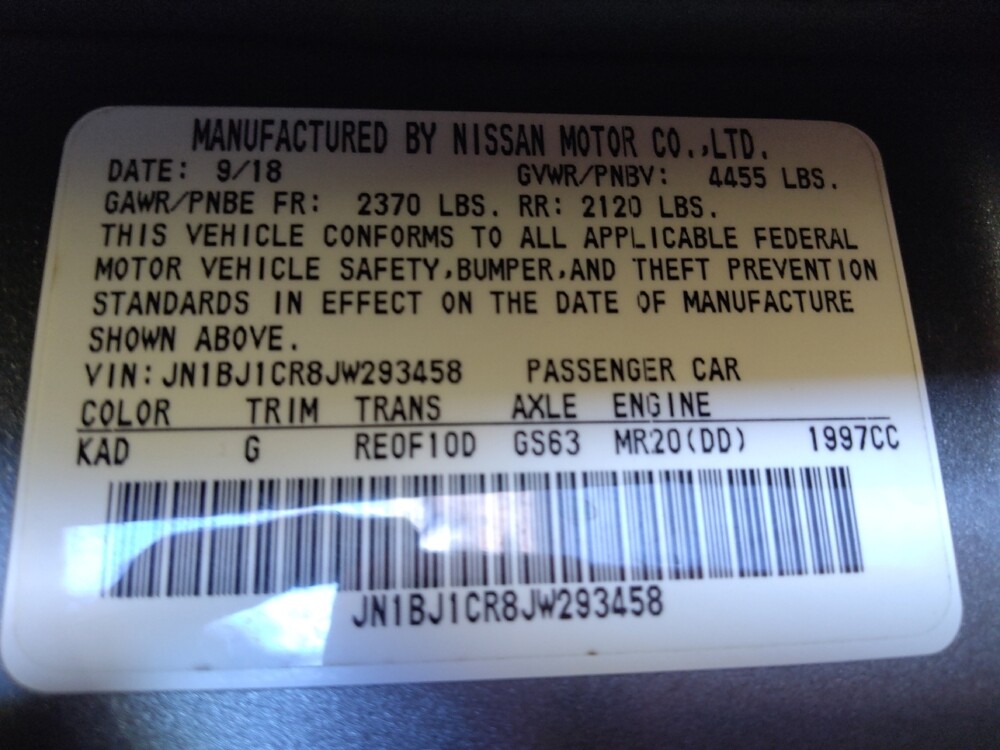 MANUFACTURED BY NISSAN MOTOR CO.,LTD.
DATE: 9/18 GVWR/PNBV: 4455 LBS.
GAWR/PNBE FR: 2370 LBS. RR: 2120 LBS.
THIS VEHICLE CONFORMS TO ALL APPLICABLE FEDERAL
MOTOR VEHICLE SAFETY,BUMPER,AND THEFT PREVENTION
STANDARDS IN EFFECT ON THE DATE OF MANUFACTURE
SHOWN ABOVE.
VIN:JN1BJ1CR8JW293458 PASSENGER CAR
COLOR TRIM TRANS AXLE ENGINE
KAD G RE0F10D GS63 MR20(DD) 1997CC
JN1BJ1CR8JW293458